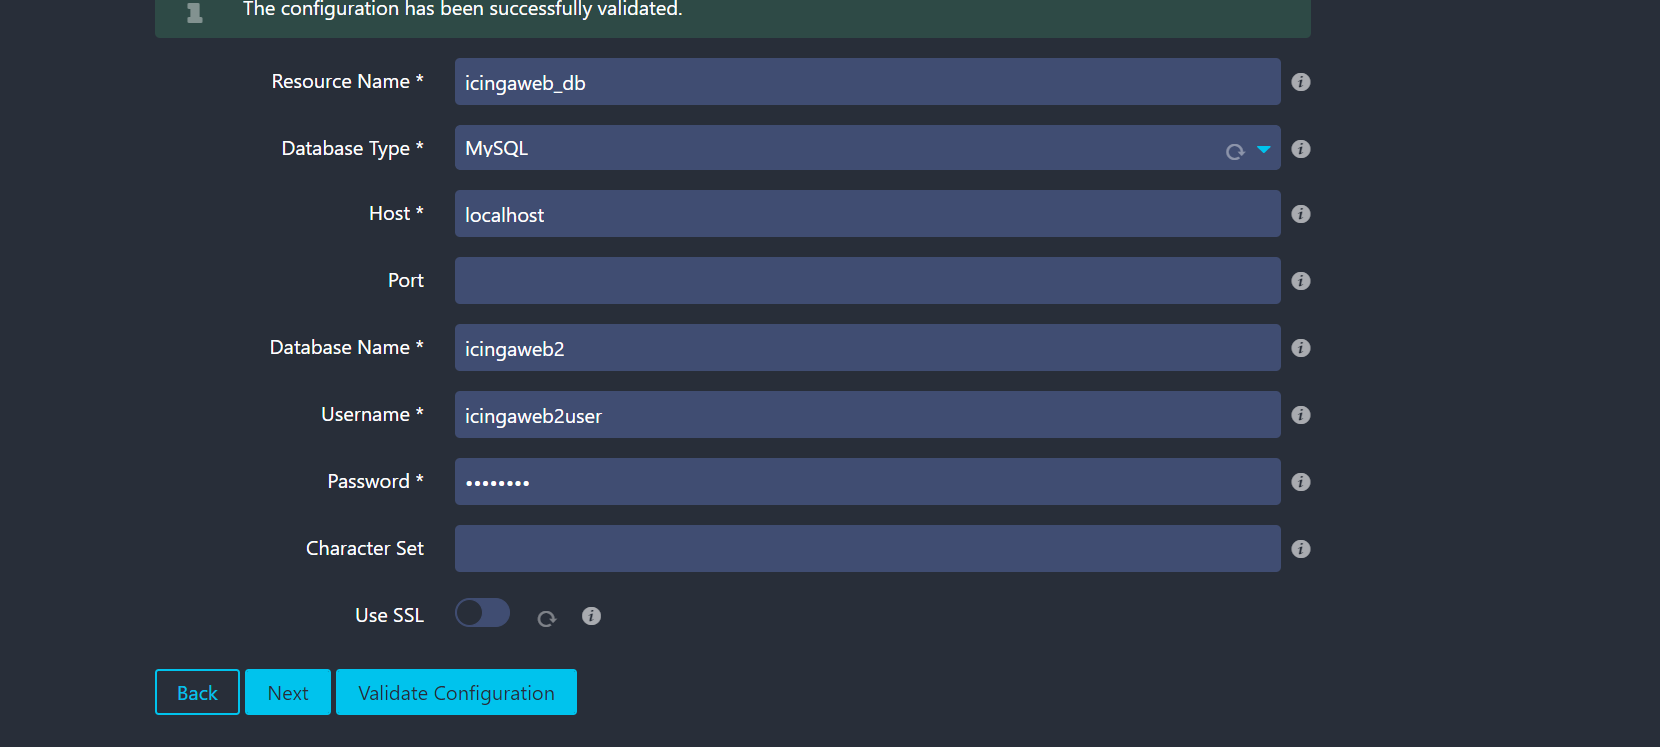 The configuration has been successfully validated.
Resource Name *
icingaweb_db
Database Type *
MySQL
Host *
localhost
Port
Database Name *
icingaweb2
Username *
icingaweb2user
Password *
••••••••
Character Set
Use SSL
Back
Next
Validate Configuration